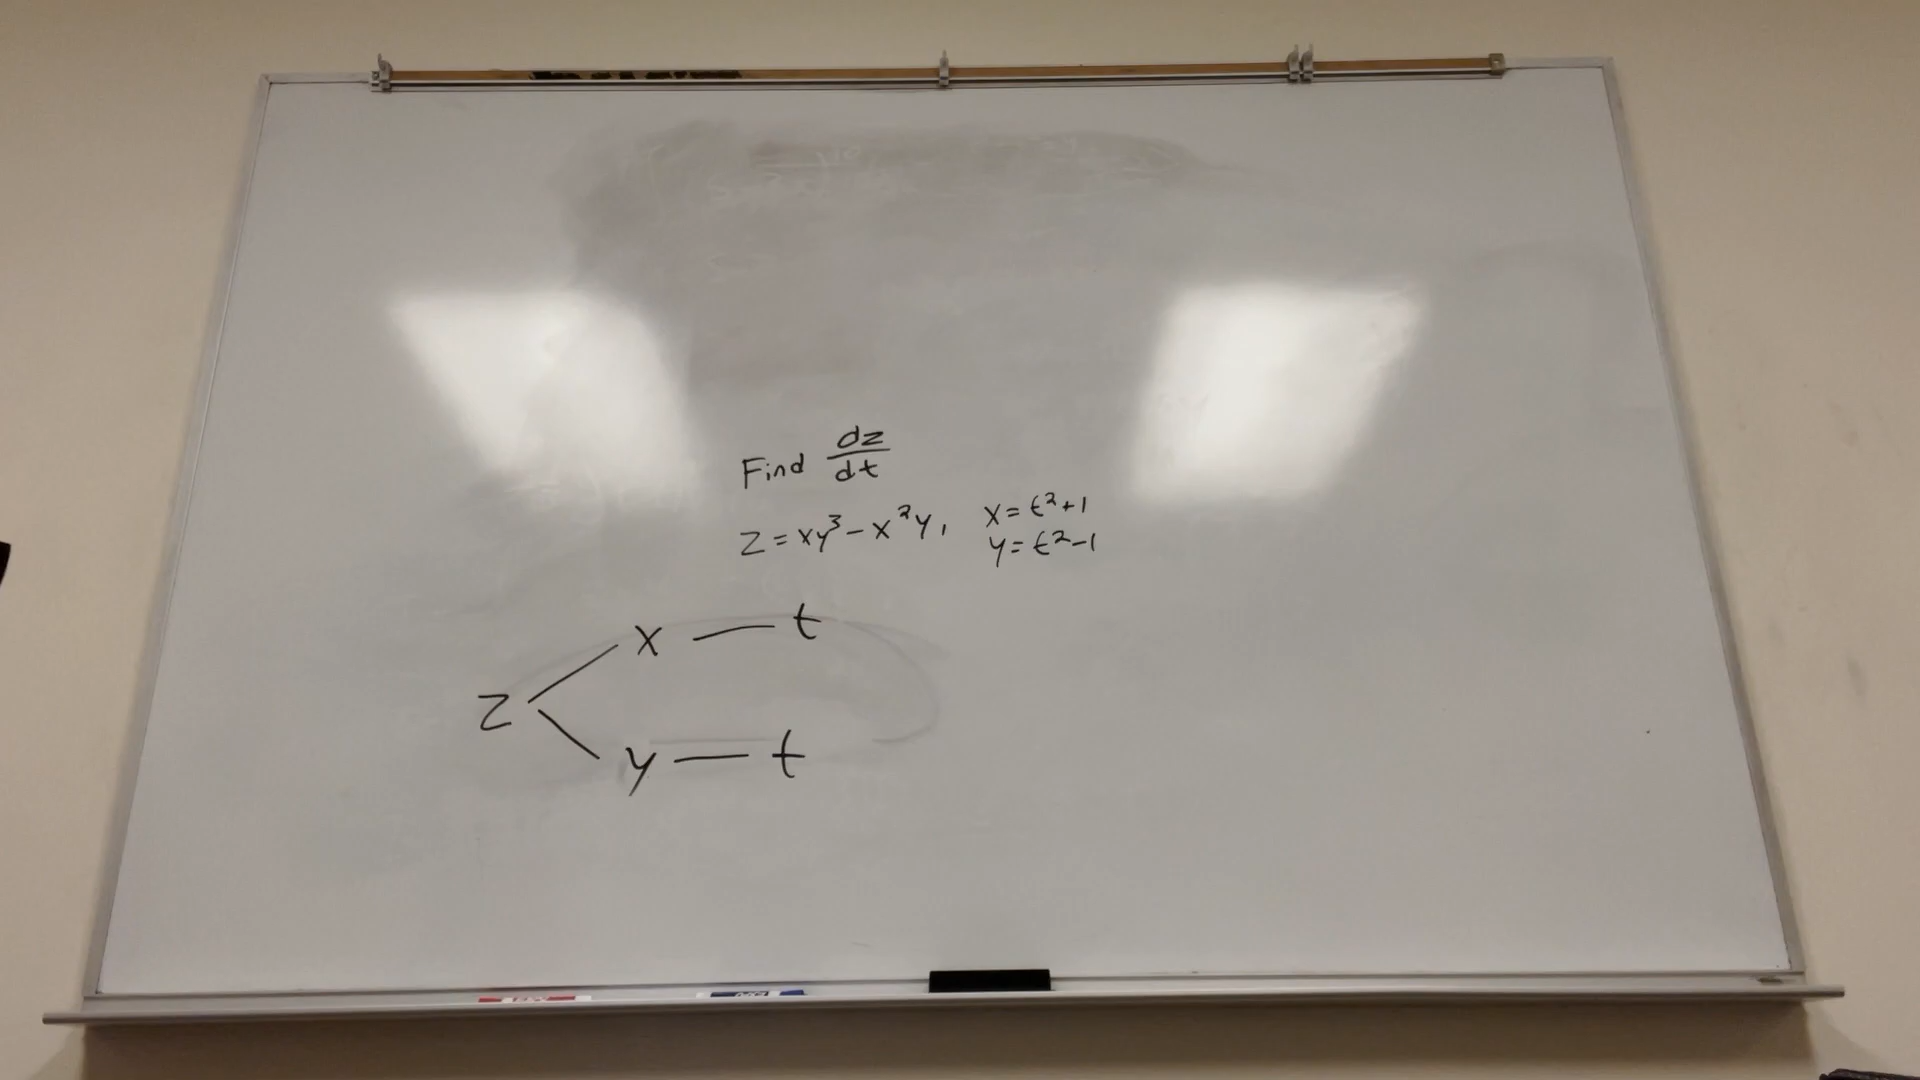 Find dz/dt
z = xy³ - x²y, x = t²+1
y = t²-1
x — t
z
y — t